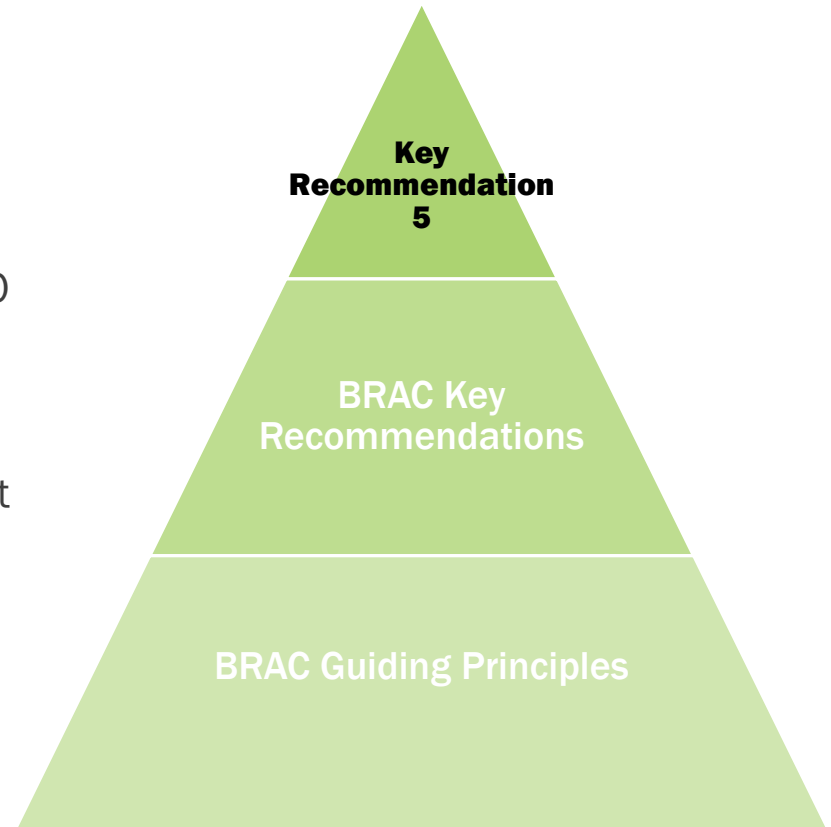 Key
Recommendation
5
BRAC Key
Recommendations
t
BRAC Guiding Principles